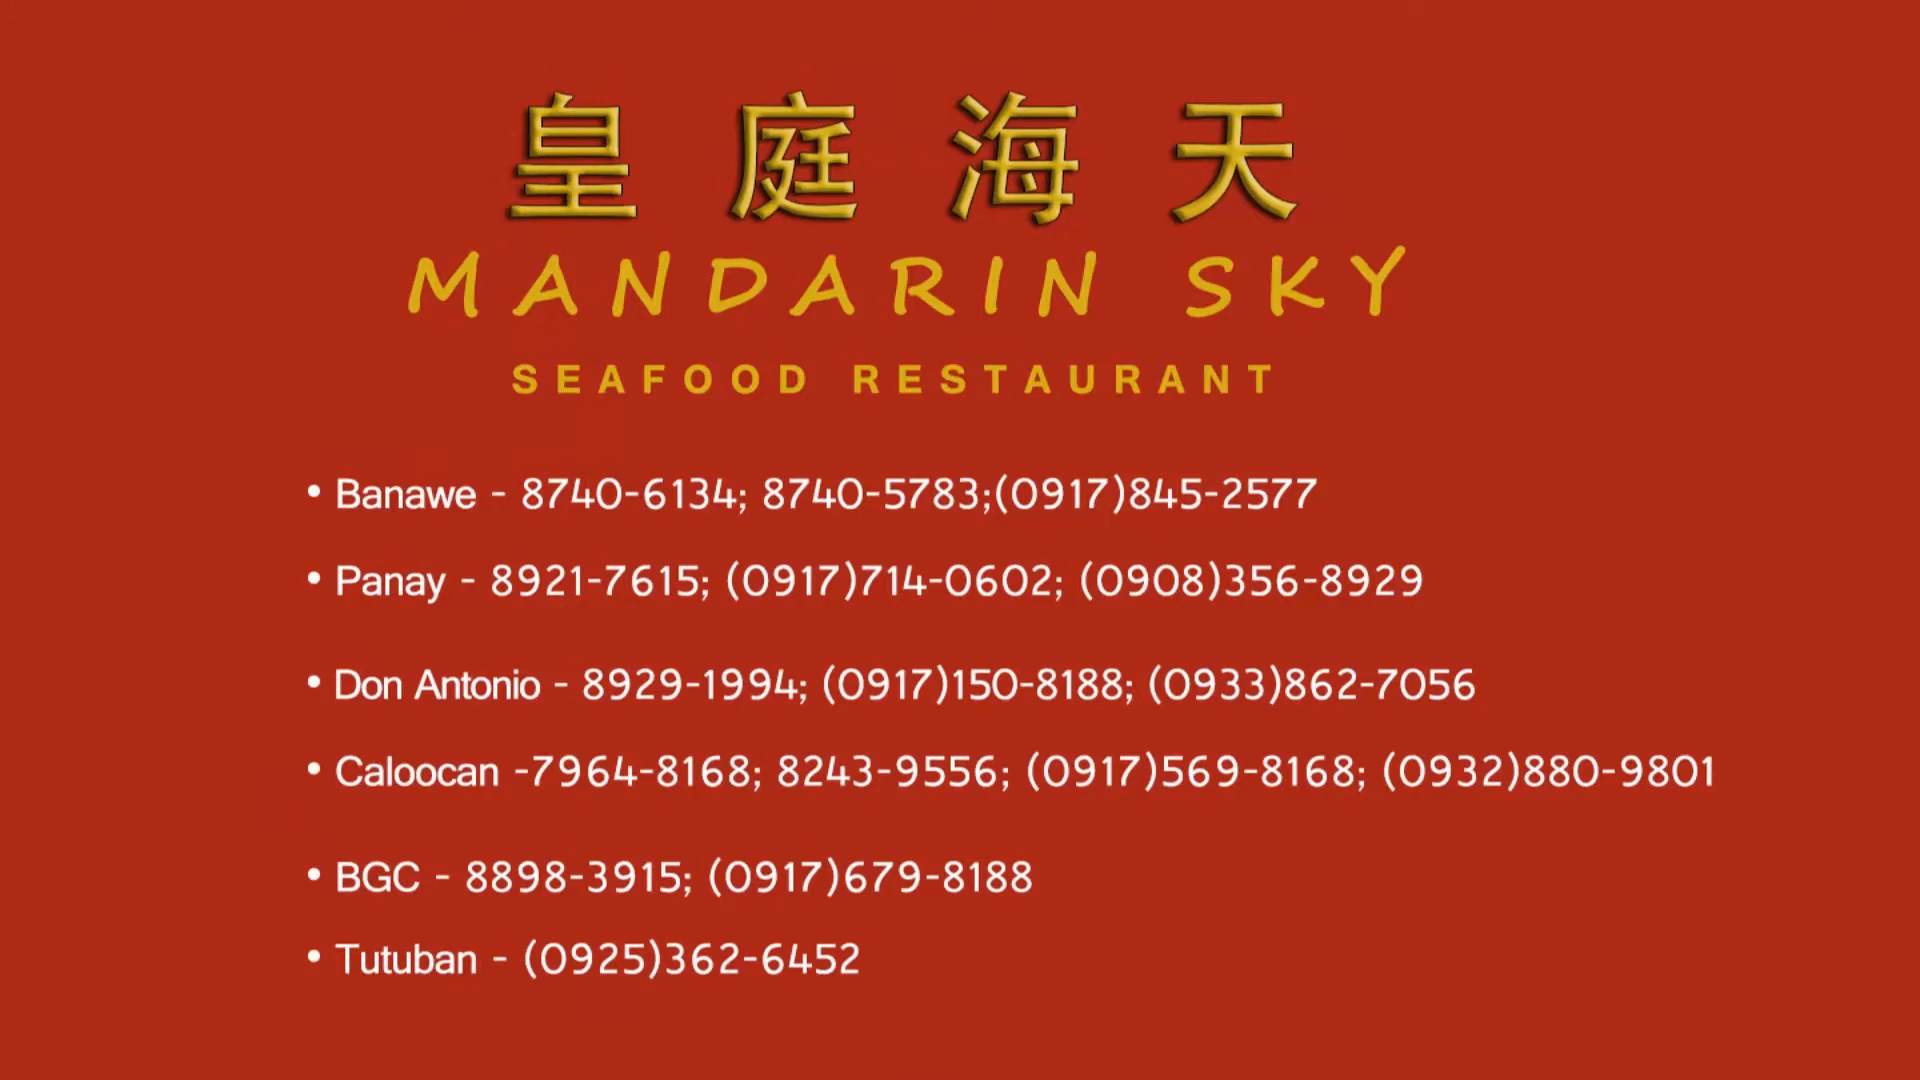 皇庭海天
MANDARIN SKY
SEAFOOD RESTAURANT
• Banawe - 8740-6134; 8740-5783;(0917)845-2577
• Panay - 8921-7615; (0917)714-0602; (0908)356-8929
• Don Antonio - 8929-1994; (0917)150-8188; (0933)862-7056
• Caloocan -7964-8168; 8243-9556; (0917)569-8168; (0932)880-9801
• BGC - 8898-3915; (0917)679-8188
• Tutuban - (0925)362-6452